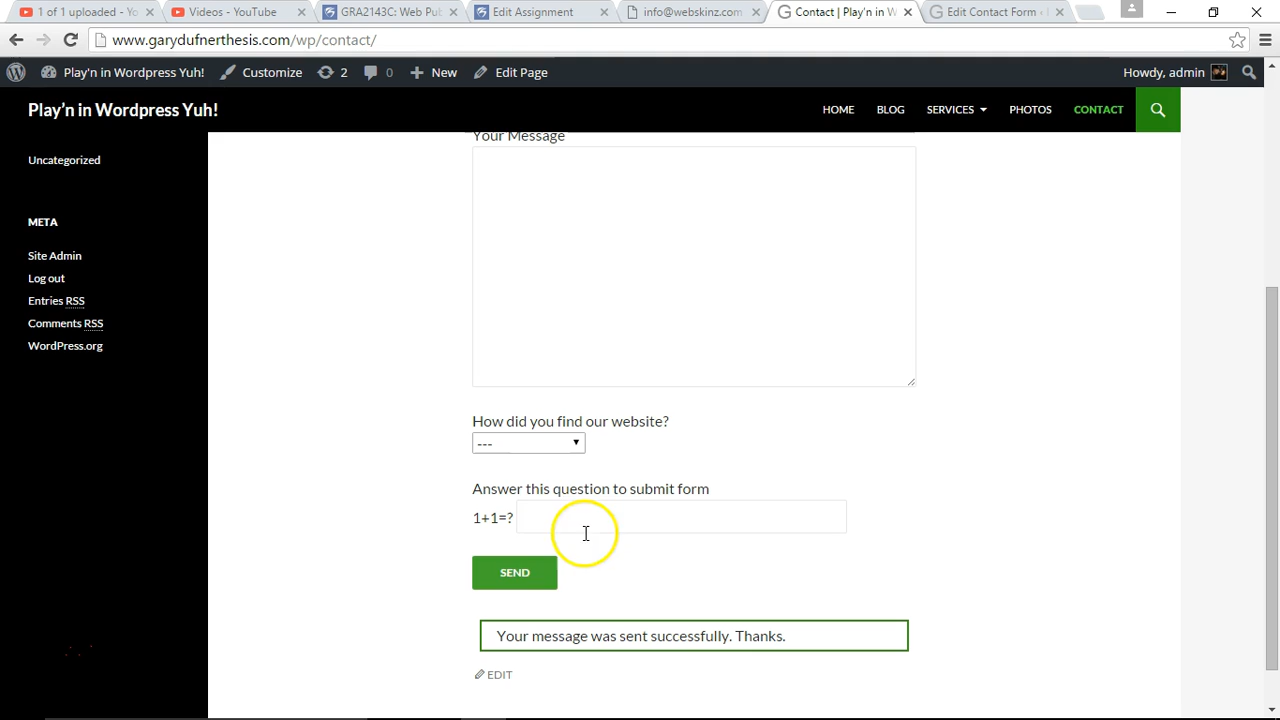 1 of 1 uploaded - Yo
Videos - YouTube
GRA2143C: Web Pub
Edit Assignment
info@webskinz.com
Contact | Play'n in W
Edit Contact Form ‹
www.garydufnerthesis.com/wp/contact/
Play'n in Wordpress Yuh!
Customize
2
0
New
Edit Page
Howdy, admin
Play'n in Wordpress Yuh!
HOME
BLOG
SERVICES
PHOTOS
CONTACT
Uncategorized
META
Site Admin
Log out
Entries RSS
Comments RSS
WordPress.org
Your Message
How did you find our website?
---
Answer this question to submit form
1+1=?
SEND
Your message was sent successfully. Thanks.
EDIT